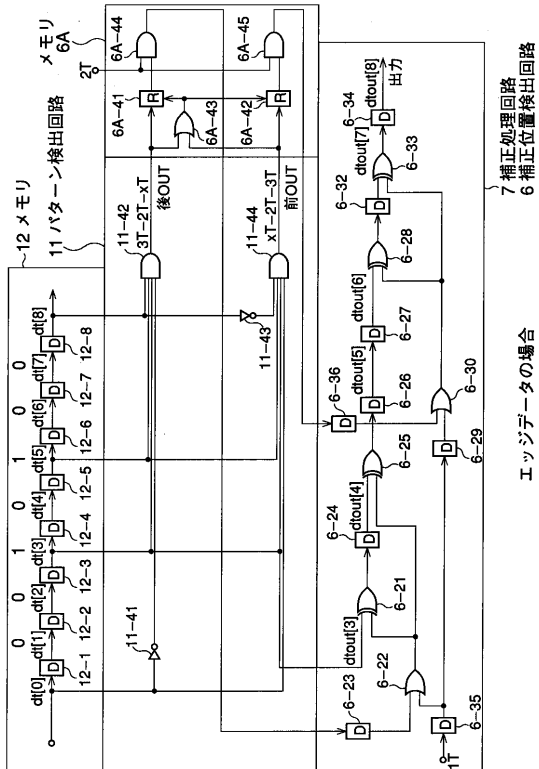 12 メモリ
0 0 1 0 1 0 0 0
dt[0] dt[1] dt[2] dt[3] dt[4] dt[5] dt[6] dt[7] dt[8]
D D D D D D D D
12-1 12-2 12-3 12-4 12-5 12-6 12-7 12-8
11 パターン検出回路
11-41
11-42
3T-2T-xT
後OUT
11-43
11-44
xT-2T-3T
前OUT
メモリ
6A
2T
6A-41
R
6A-43
6A-42
R
6A-44
6A-45
6-23
D
dtout[3]
6-21
6-22
6-35
D
1T
6-24
D
dtout[4]
6-25
6-36
D
dtout[5]
D
6-26
D
6-27
dtout[6]
6-28
6-29
D
6-30
6-32
D
dtout[7]
6-33
6-34
D
dtout[8]
出力
7 補正処理回路
6 補正位置検出回路
エッジデータの場合